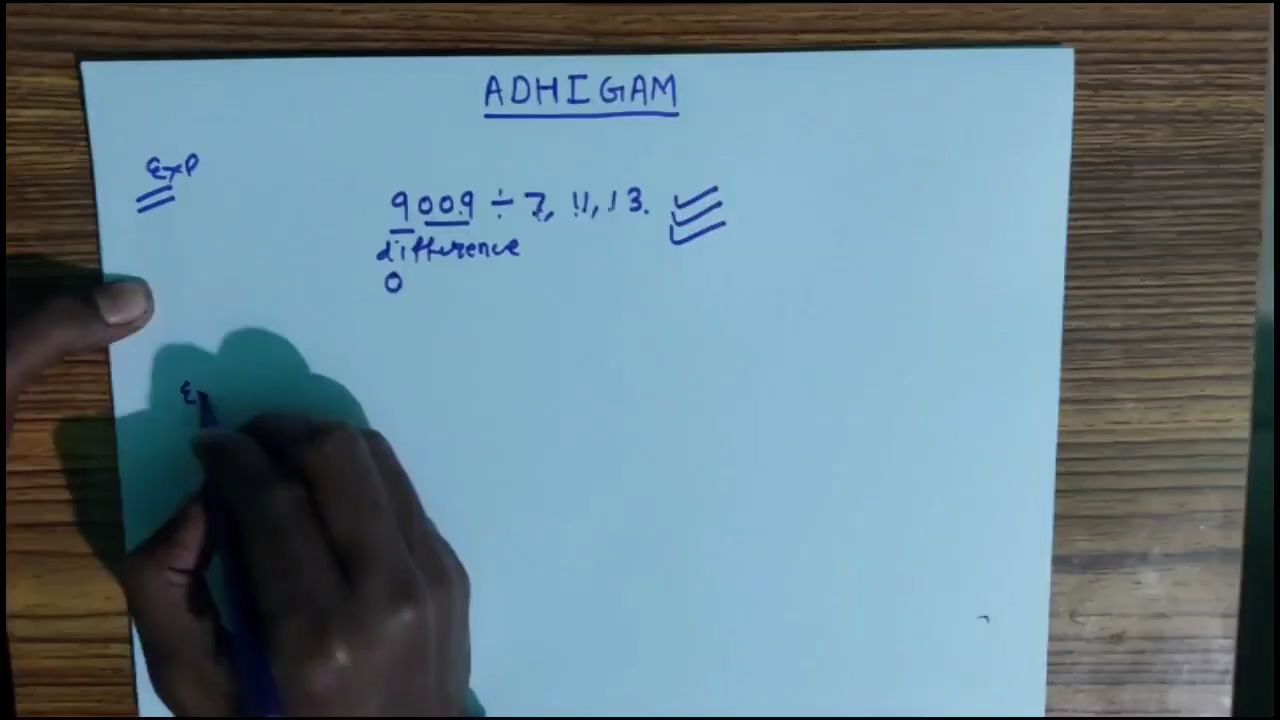 ADHIGAM
Exp
9009 ÷ 7, 11, 13.
difference
0
E